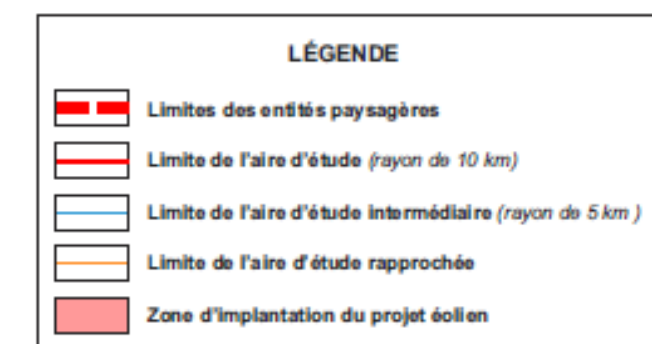 LÉGENDE
Limites des entités paysagères
Limite de l'aire d'étude (rayon de 10 km)
Limite de l'aire d'étude intermédiaire (rayon de 5 km )
Limite de l'aire d'étude rapprochée
Zone d'implantation du projet éolien